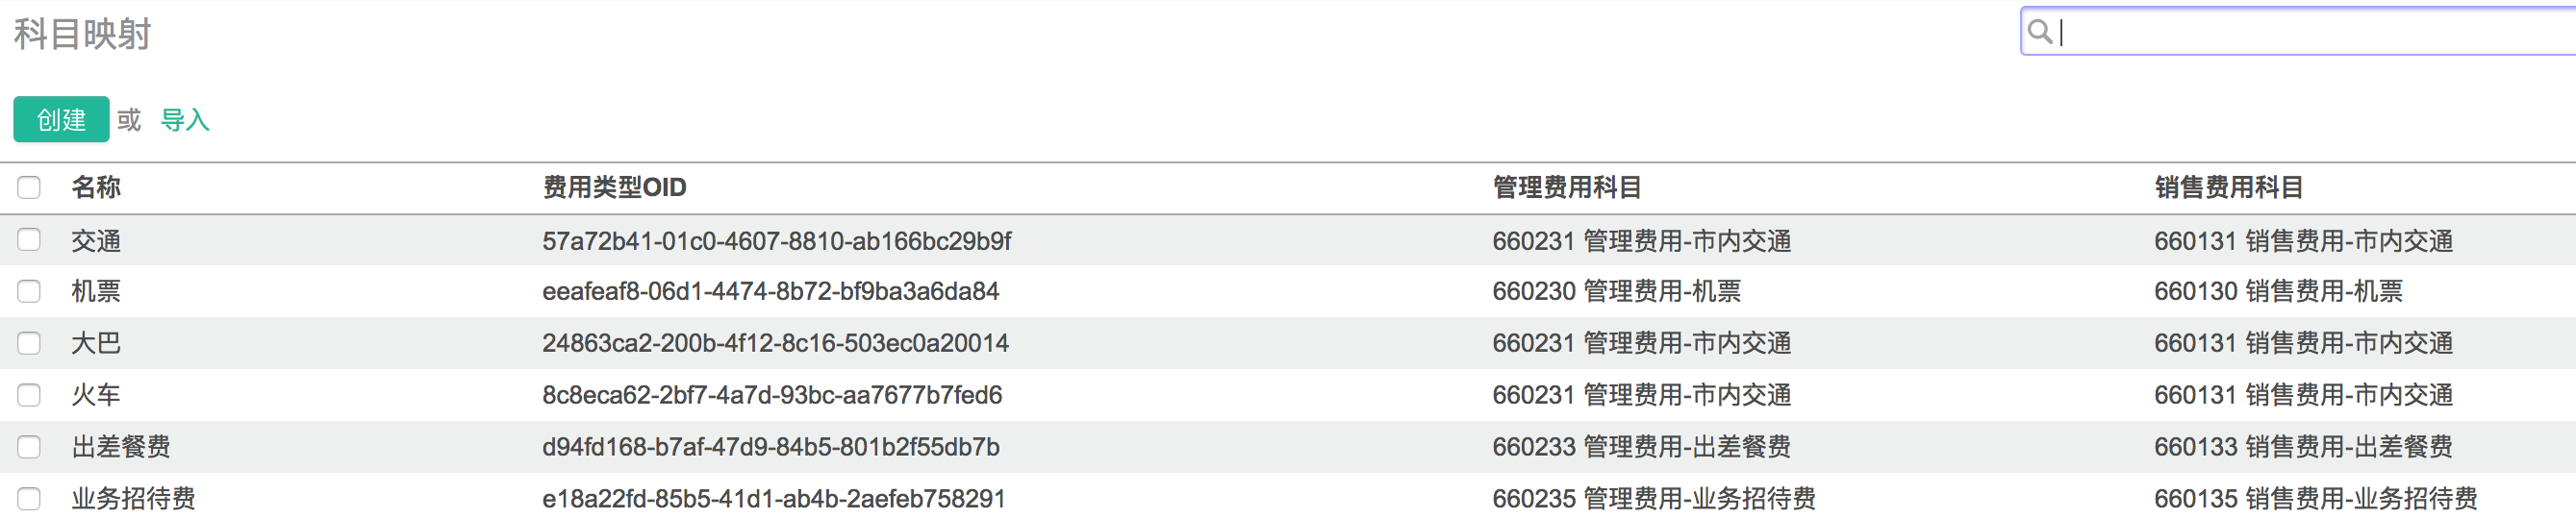 科目映射
创建 或 导入
名称 费用类型OID 管理费用科目 销售费用科目
交通 57a72b41-01c0-4607-8810-ab166bc29b9f 660231 管理费用-市内交通 660131 销售费用-市内交通
机票 eeafeaf8-06d1-4474-8b72-bf9ba3a6da84 660230 管理费用-机票 660130 销售费用-机票
大巴 24863ca2-200b-4f12-8c16-503ec0a20014 660231 管理费用-市内交通 660131 销售费用-市内交通
火车 8c8eca62-2bf7-4a7d-93bc-aa7677b7fed6 660231 管理费用-市内交通 660131 销售费用-市内交通
出差餐费 d94fd168-b7af-47d9-84b5-801b2f55db7b 660233 管理费用-出差餐费 660133 销售费用-出差餐费
业务招待费 e18a22fd-85b5-41d1-ab4b-2aefeb758291 660235 管理费用-业务招待费 660135 销售费用-业务招待费